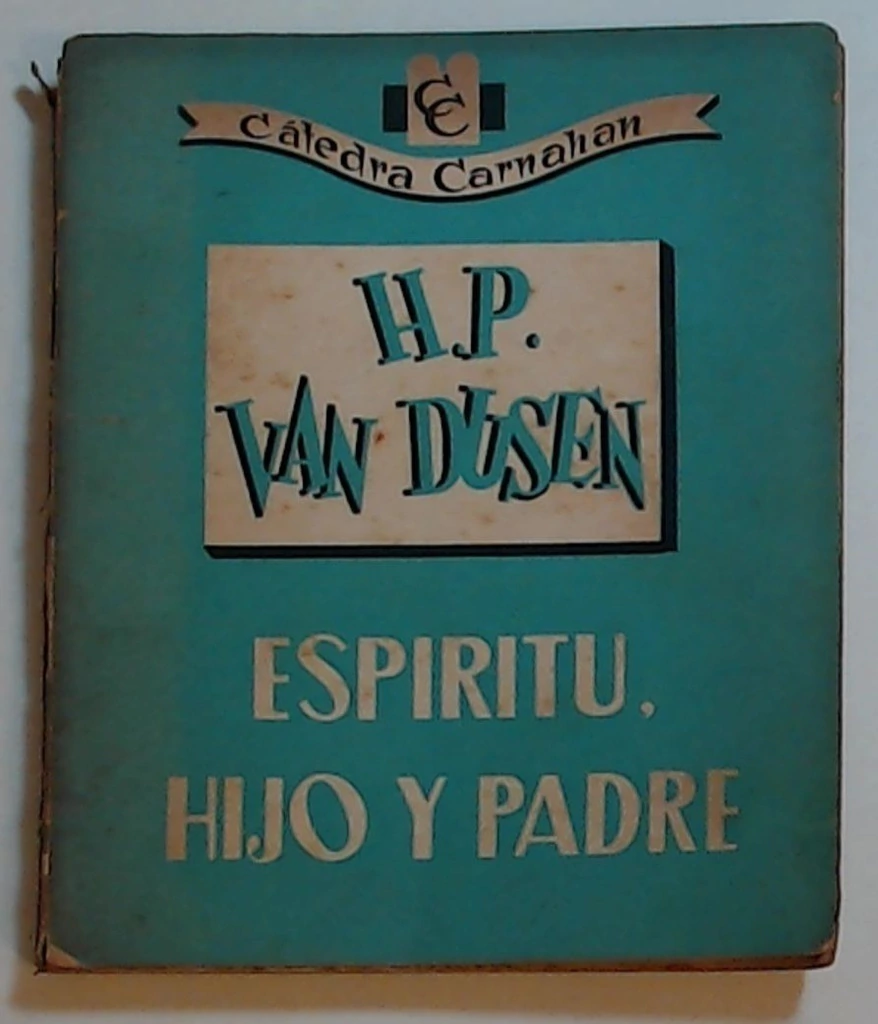 CC
Cátedra Carnahan
H.P.
VAN DUSEN
ESPIRITU,
HIJO Y PADRE